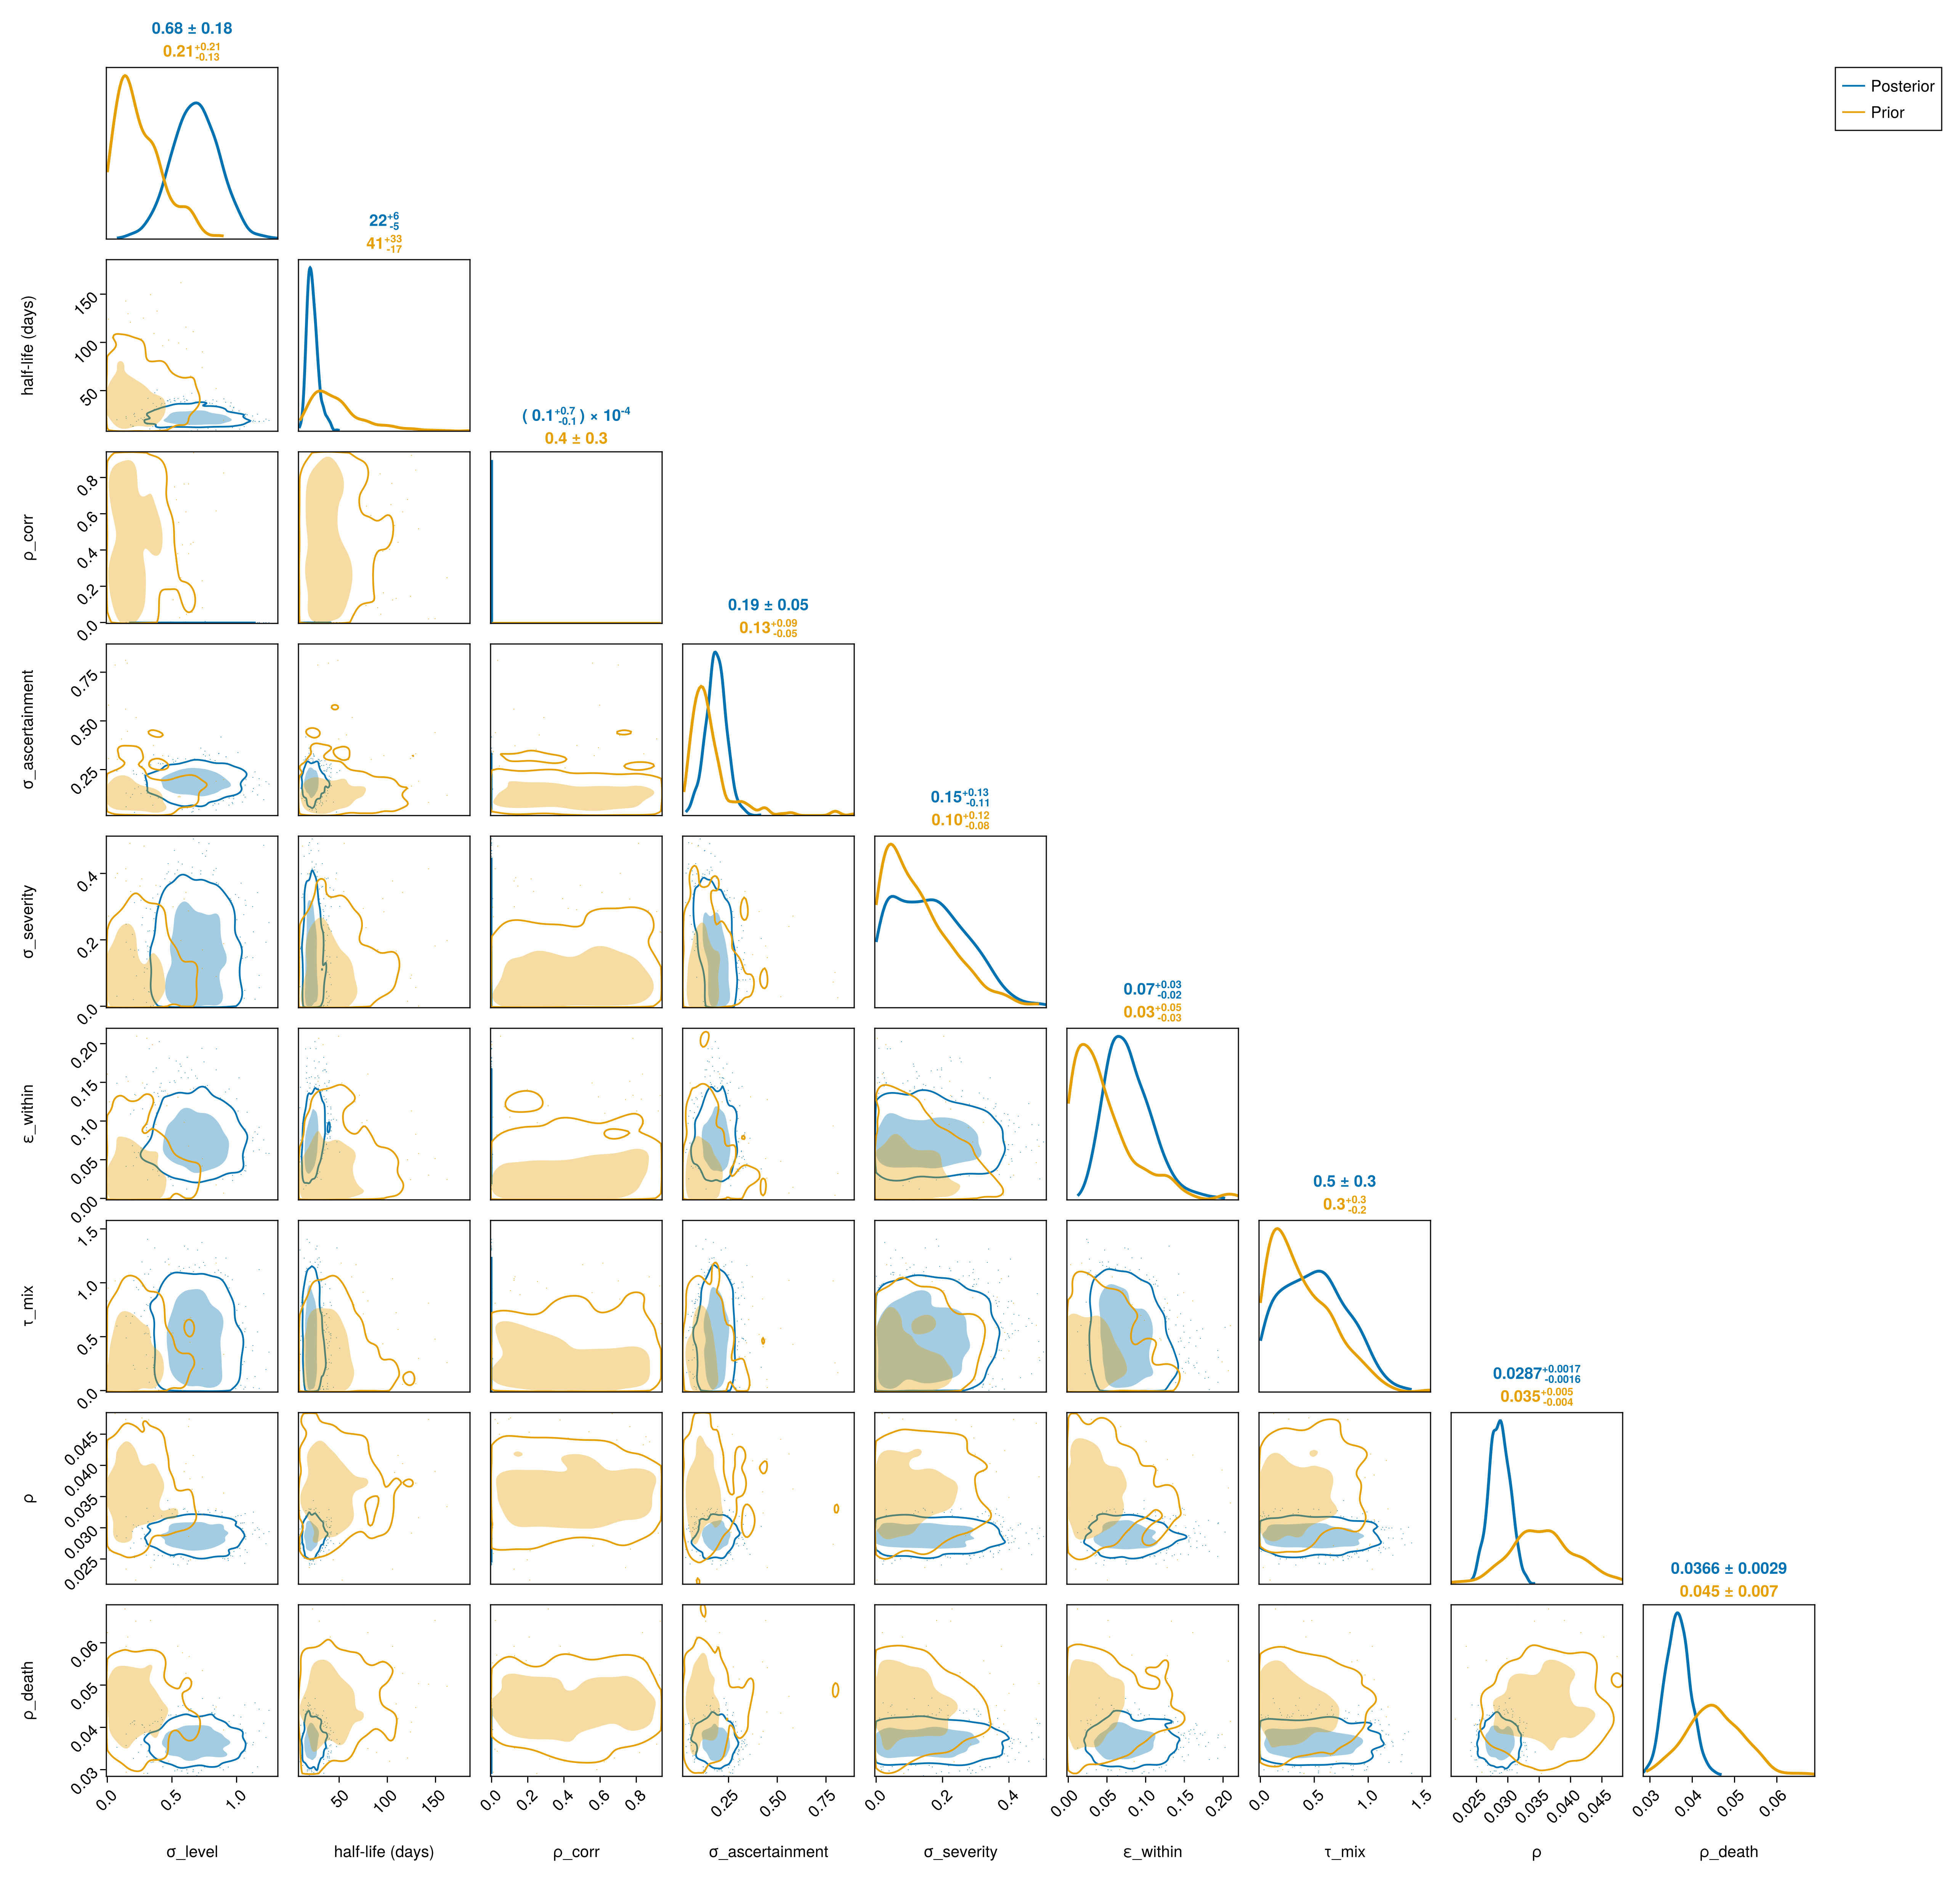 0.68 ± 0.18
0.21+0.21-0.13
Posterior
Prior
22+6-5
41+33-17
half-life (days)
150
100
50
( 0.1+0.7-0.1 ) × 10-4
0.4 ± 0.3
ρ_corr
0.8
0.6
0.4
0.2
0.0
0.19 ± 0.05
0.13+0.09-0.05
σ_ascertainment
0.75
0.50
0.25
0.15+0.13-0.11
0.10+0.12-0.08
σ_severity
0.4
0.2
0.0
0.07+0.03-0.02
0.03+0.05-0.03
ε_within
0.20
0.15
0.10
0.05
0.00
0.5 ± 0.3
0.3+0.3-0.2
τ_mix
1.5
1.0
0.5
0.0
0.0287+0.0017-0.0016
0.035+0.005-0.004
ρ
0.045
0.040
0.035
0.030
0.025
0.0366 ± 0.0029
0.045 ± 0.007
ρ_death
0.06
0.05
0.04
0.03
0.0 0.5 1.0 50 100 150 0.0 0.2 0.4 0.6 0.8 0.25 0.50 0.75 0.0 0.2 0.4 0.00 0.05 0.10 0.15 0.20 0.0 0.5 1.0 1.5 0.025 0.030 0.035 0.040 0.045 0.03 0.04 0.05 0.06
σ_level half-life (days) ρ_corr σ_ascertainment σ_severity ε_within τ_mix ρ ρ_death